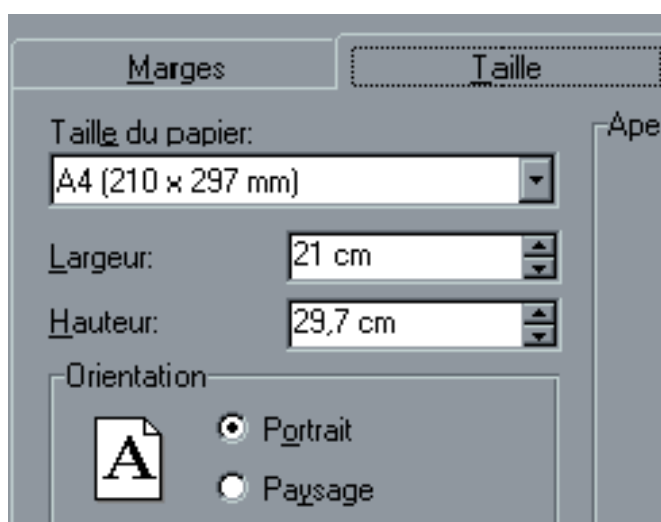 Marges Taille
Taille du papier:
A4 (210 x 297 mm)
Largeur: 21 cm
Hauteur: 29,7 cm
Orientation
A
Portrait
Paysage